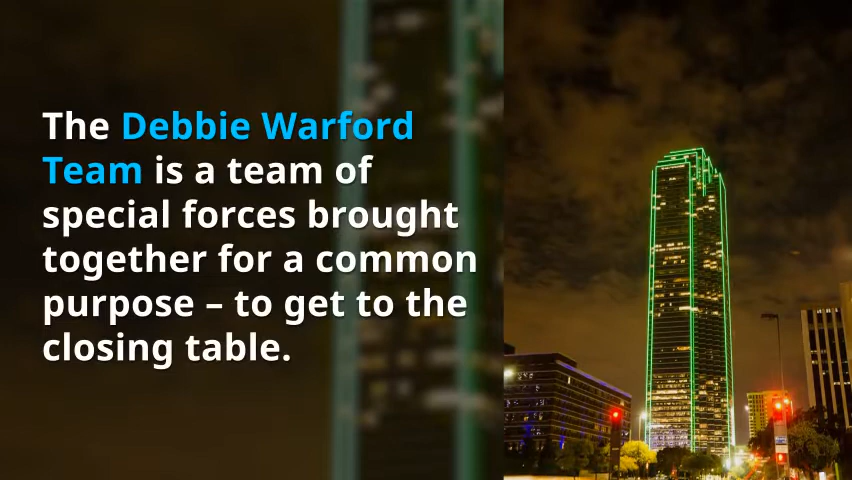 The Debbie Warford
Team is a team of
special forces brought
together for a common
purpose – to get to the
closing table.